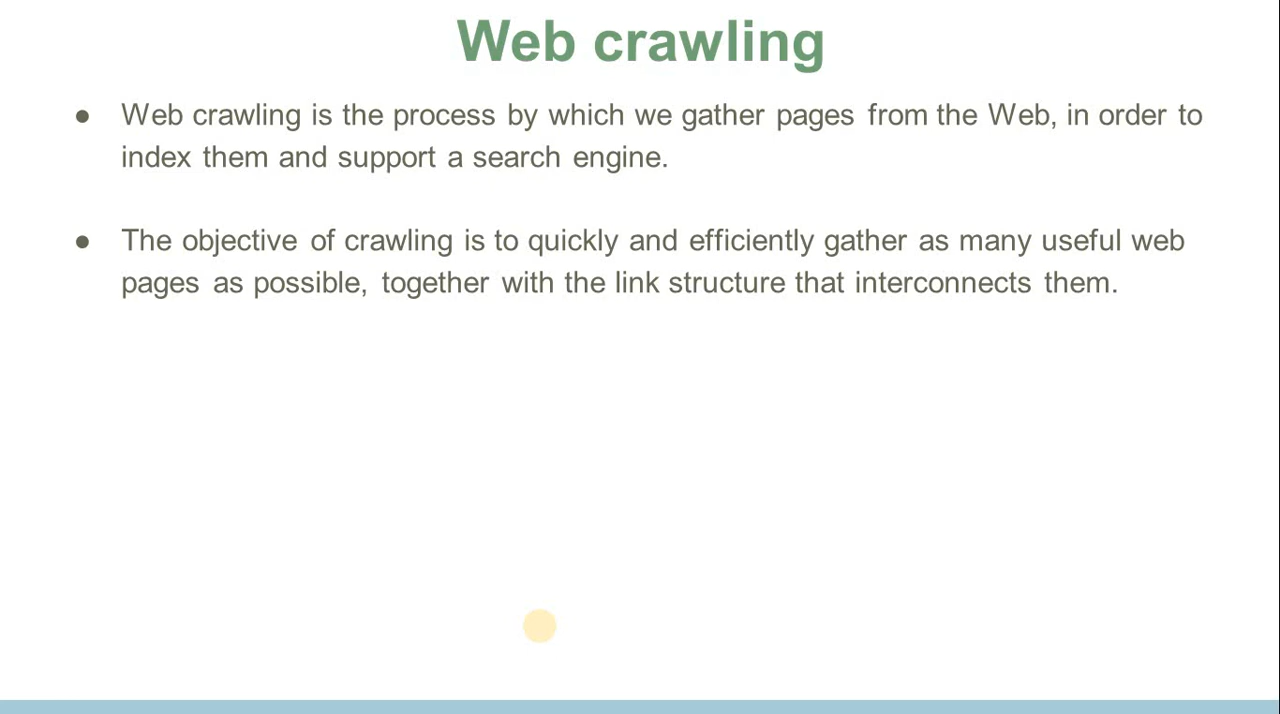 Web crawling
● Web crawling is the process by which we gather pages from the Web, in order to
index them and support a search engine.
● The objective of crawling is to quickly and efficiently gather as many useful web
pages as possible, together with the link structure that interconnects them.